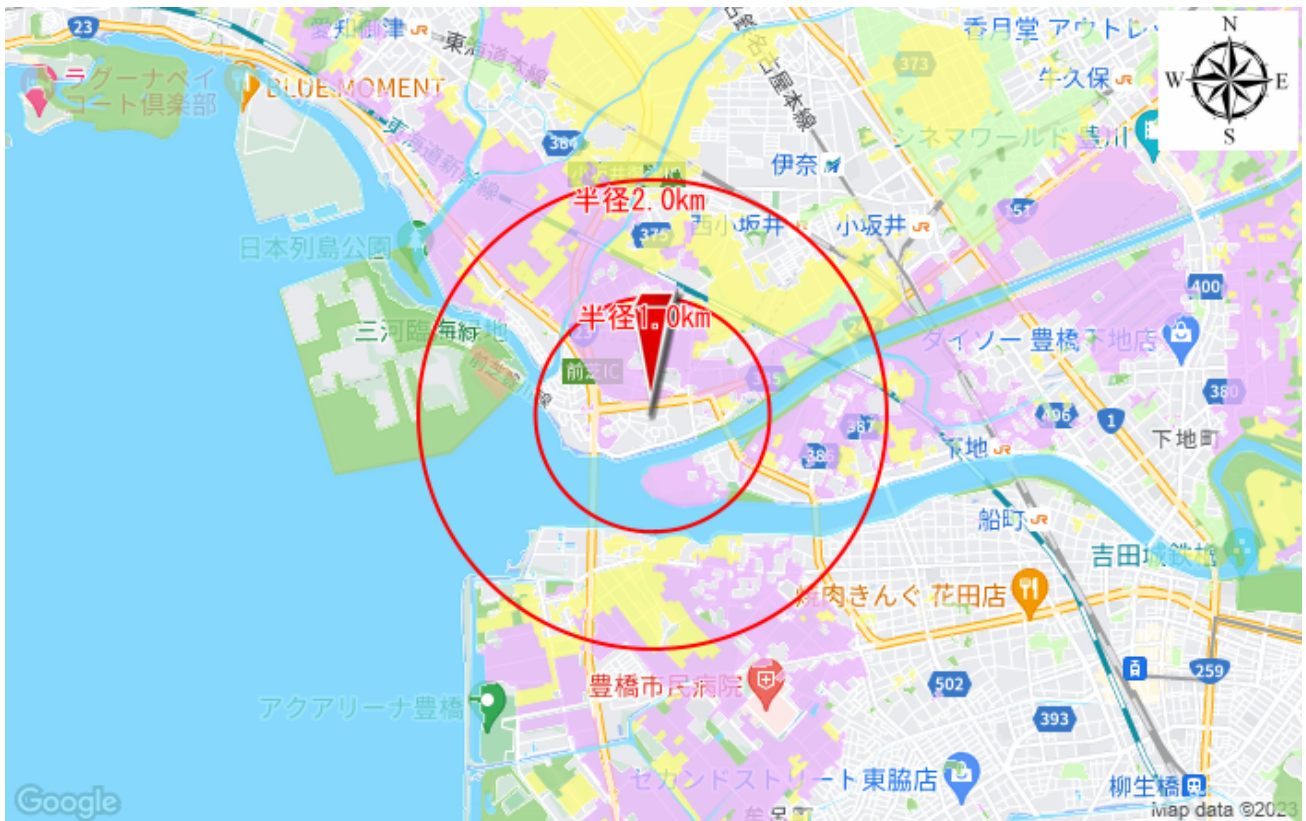 23
愛知御津 JR
東海道本線
名古屋本線
香月堂 アウトレッ
N
W
E
S
373
牛久保 JR
ラグーナベイ
コート倶楽部
BLUE MOMENT
東海道新幹線
384
シネマワールド 豊川
伊奈
半径2.0km
151
375
西小坂井
小坂井 JR
日本列島公園
400
半径1.0km
三河臨海緑地
ダイソー 豊橋下地店
前芝IC
380
387
496
1
386
下地 JR
下地町
船町 JR
吉田城鉄櫓
焼肉きんぐ 花田店
豊橋市民病院
259
502
アクアリーナ豊橋
393
セカンドストリート東脇店
柳生橋
Google
Map data ©2023